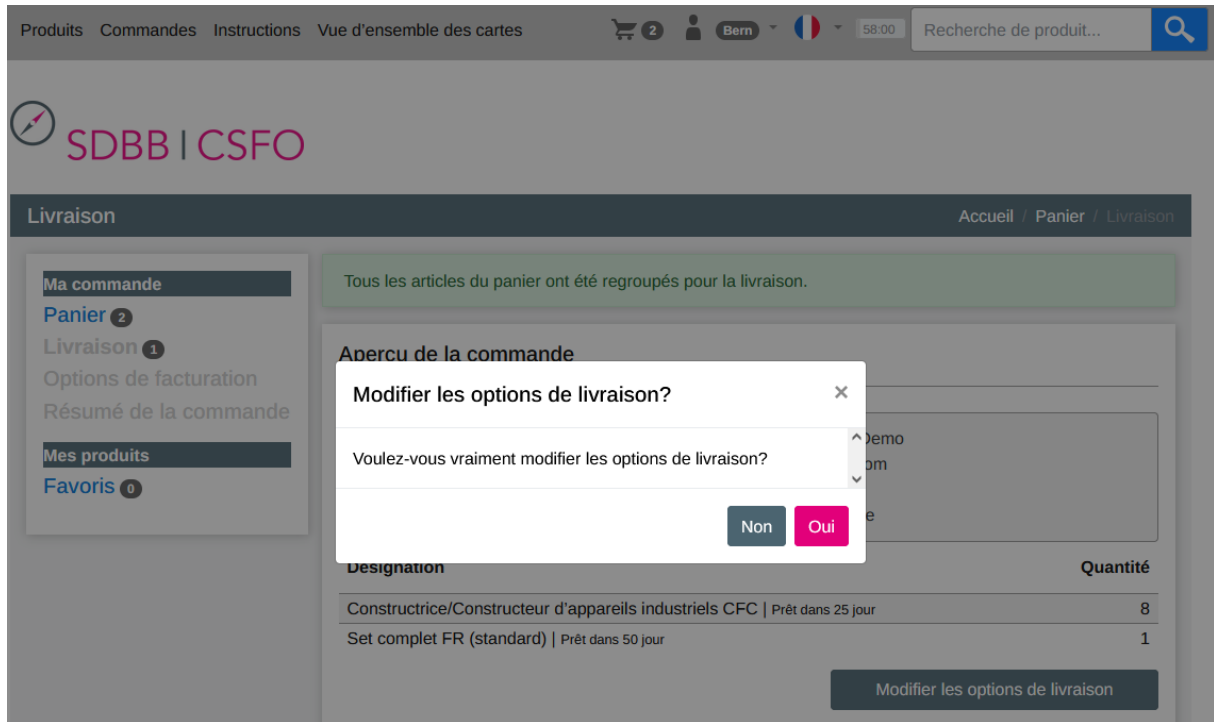 Produits Commandes Instructions Vue d'ensemble des cartes 2 Bern 58:00 Recherche de produit...
SDBB | CSFO
Livraison Accueil / Panier / Livraison
Ma commande
Panier 2
Livraison 1
Options de facturation
Résumé de la commande
Mes produits
Favoris 0
Tous les articles du panier ont été regroupés pour la livraison.
Aperçu de la commande
Modifier les options de livraison? ×
Voulez-vous vraiment modifier les options de livraison?
Non Oui
Désignation Quantité
Constructrice/Constructeur d'appareils industriels CFC | Prêt dans 25 jour 8
Set complet FR (standard) | Prêt dans 50 jour 1
Modifier les options de livraison